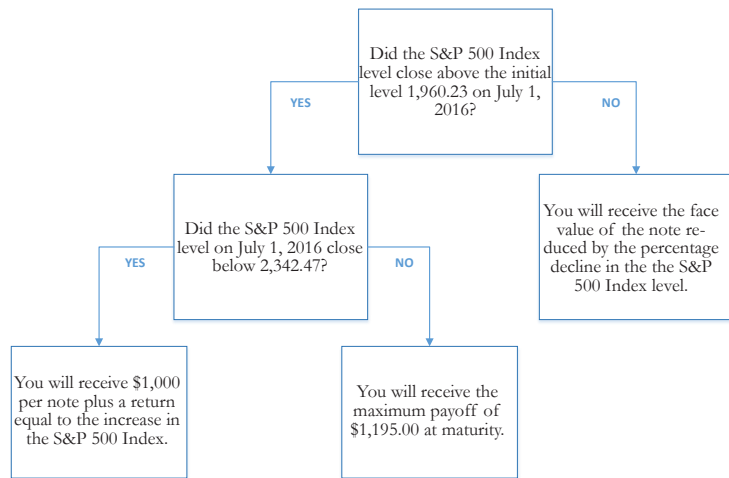 Did the S&P 500 Index
level close above the initial
level 1,960.23 on July 1,
2016?
YES
NO
Did the S&P 500 Index
level on July 1, 2016 close
below 2,342.47?
You will receive the face
value of the note re-
duced by the percentage
decline in the the S&P
500 Index level.
YES
NO
You will receive $1,000
per note plus a return
equal to the increase in
the S&P 500 Index.
You will receive the
maximum payoff of
$1,195.00 at maturity.